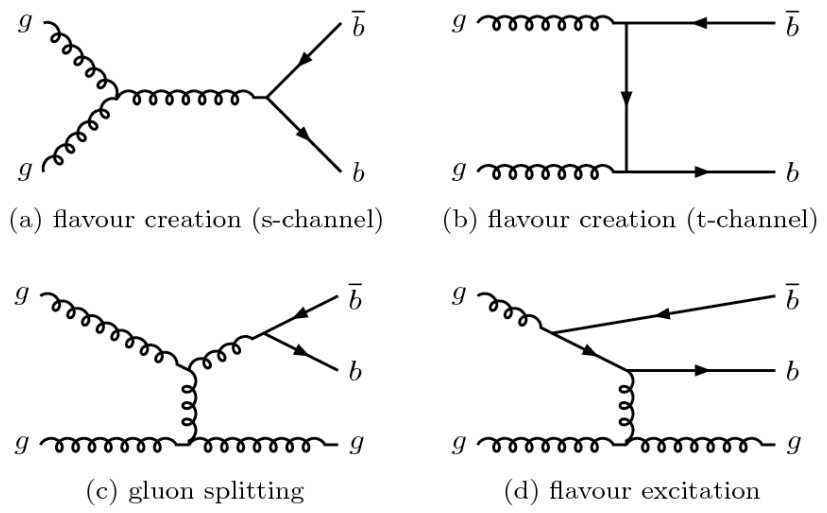 g b̅ g b̅
g b g b
(a) flavour creation (s-channel) (b) flavour creation (t-channel)
g b̅ g b̅
b b
g g g g
(c) gluon splitting (d) flavour excitation